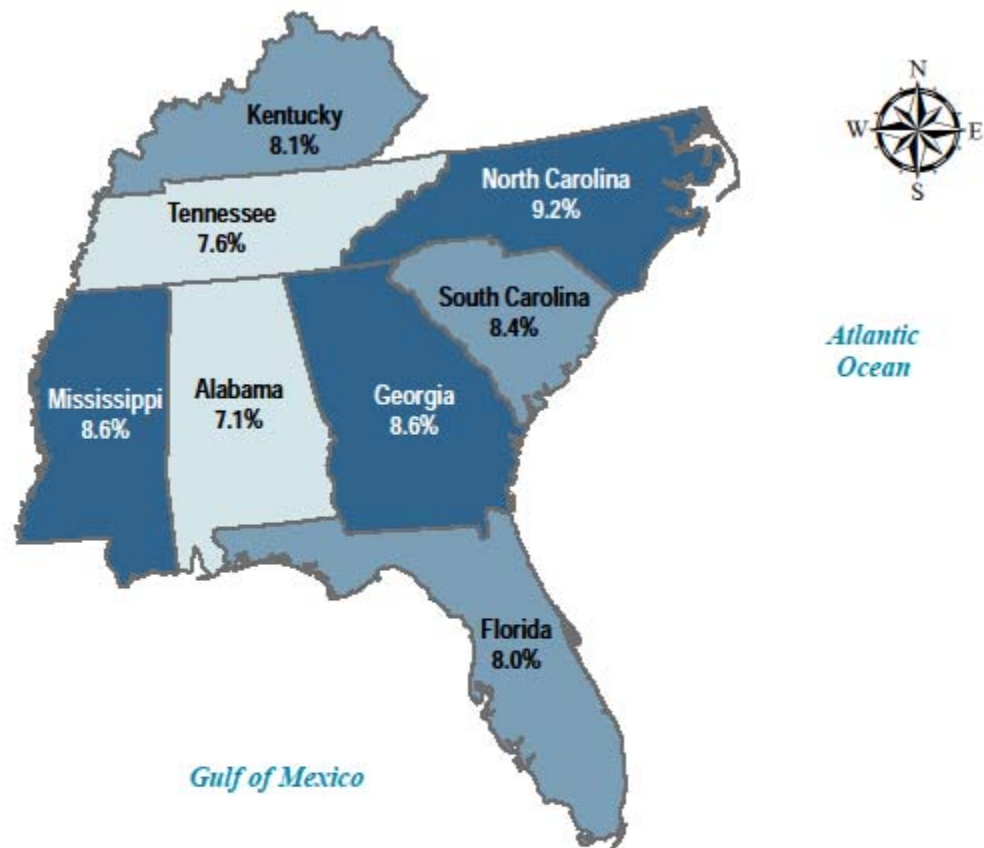 Kentucky
8.1%
N
W
E
S
North Carolina
9.2%
Tennessee
7.6%
South Carolina
8.4%
Atlantic
Ocean
Mississippi
8.6%
Alabama
7.1%
Georgia
8.6%
Florida
8.0%
Gulf of Mexico